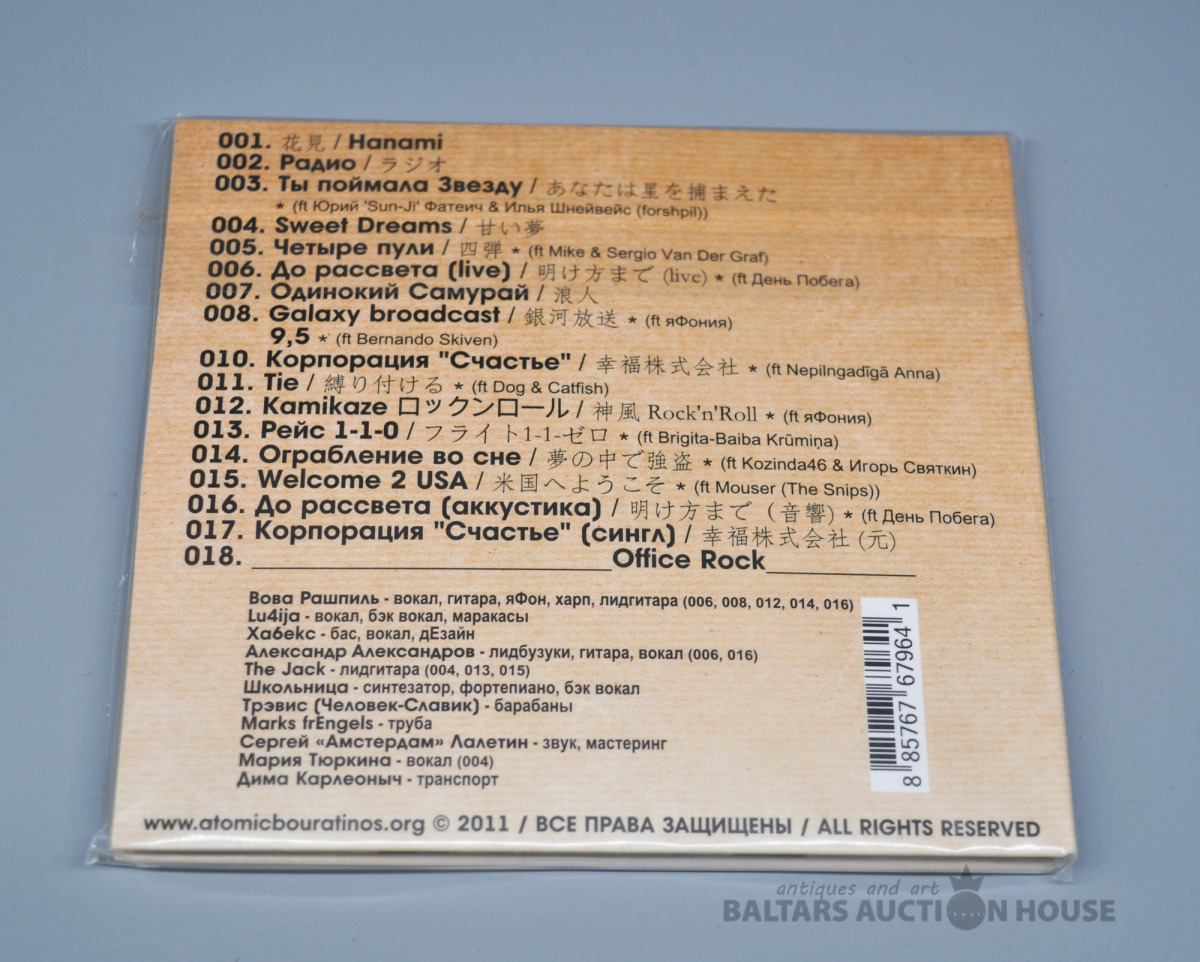 001. 花見 / Hanami
002. Радио / ラジオ
003. Ты поймала Звезду / あなたは星を捕まえた
* (ft Юрий 'Sun-Ji' Фатеич & Илья Шнейвейс (forshpil))
004. Sweet Dreams / 甘い夢
005. Четыре пули / 四弾 * (ft Mike & Sergio Van Der Graf)
006. До рассвета (live) / 明け方まで (live) * (ft День Побега)
007. Одинокий Самурай / 浪人
008. Galaxy broadcast / 銀河放送 * (ft яФония)
9,5 * (ft Bernando Skiven)
010. Корпорация "Счастье" / 幸福株式会社 * (ft Nepilngadīgā Anna)
011. Tie / 縛り付ける * (ft Dog & Catfish)
012. Kamikaze ロックンロール / 神風 Rock'n'Roll * (ft яФония)
013. Рейс 1-1-0 / フライト1-1-ゼロ * (ft Brigita-Baiba Krūmiņa)
014. Ограбление во сне / 夢の中で強盗 * (ft Kozinda46 & Игорь Святкин)
015. Welcome 2 USA / 米国へようこそ * (ft Mouser (The Snips))
016. До рассвета (аккустика) / 明け方まで (音響) * (ft День Побега)
017. Корпорация "Счастье" (сингл) / 幸福株式会社 (元)
018. ____________________Office Rock__________
Вова Рашпиль - вокал, гитара, яФон, харп, лидгитара (006, 008, 012, 014, 016)
Lu4ija - вокал, бэк вокал, маракасы
Ха6екс - бас, вокал, дЕзайн
Александр Александров - лидбузуки, гитара, вокал (006, 016)
The Jack - лидгитара (004, 013, 015)
Школьница - синтезатор, фортепиано, бэк вокал
Трэвис (Человек-Славик) - барабаны
Marks frEngels - труба
Сергей «Амстердам» Лалетин - звук, мастеринг
Мария Тюркина - вокал (004)
Дима Карлеоныч - транспорт
8 85767 67964 1
www.atomicbouratinos.org © 2011 / ВСЕ ПРАВА ЗАЩИЩЕНЫ / ALL RIGHTS RESERVED
antiques and art
BALTARS AUCTION HOUSE